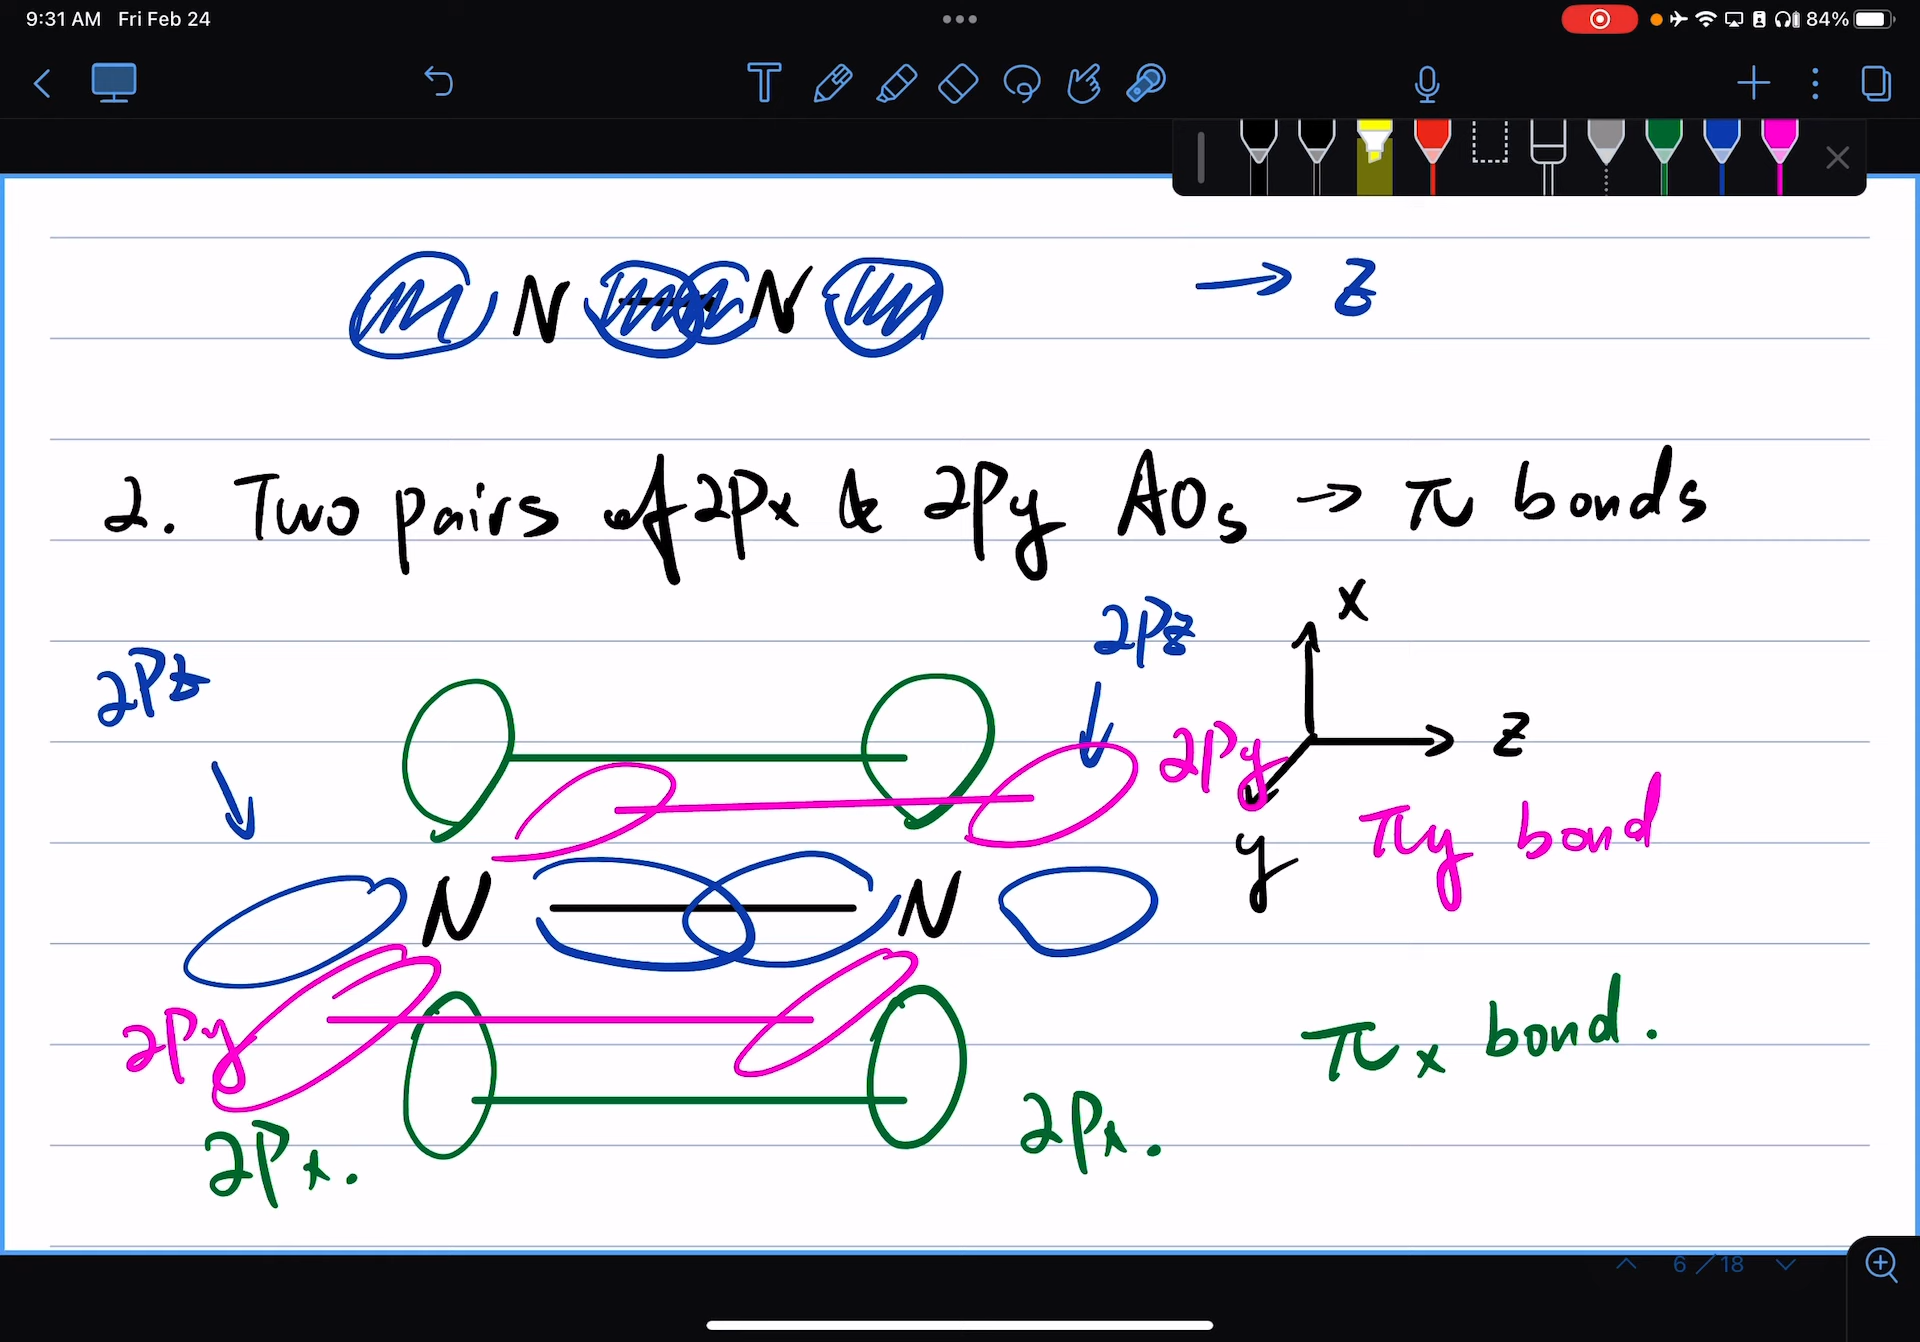 9:31 AM Fri Feb 24
84%
N — N → z
2. Two pairs of 2px & 2py AOs → π bonds
x
2pz
2pz
z
2py
πy bond
y
N — N
2py
πx bond.
2px.
2px.
6 / 18